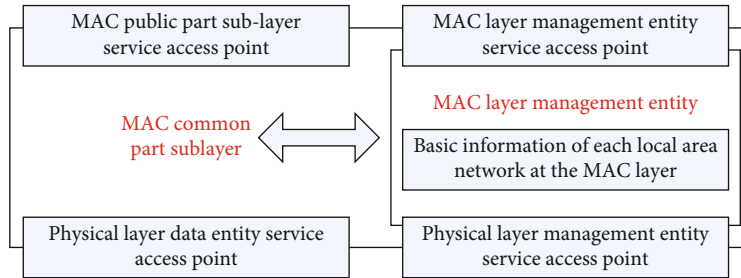 MAC public part sub-layer
service access point
MAC layer management entity
service access point
MAC common
part sublayer
MAC layer management entity
Basic information of each local area
network at the MAC layer
Physical layer data entity service
access point
Physical layer management entity
service access point